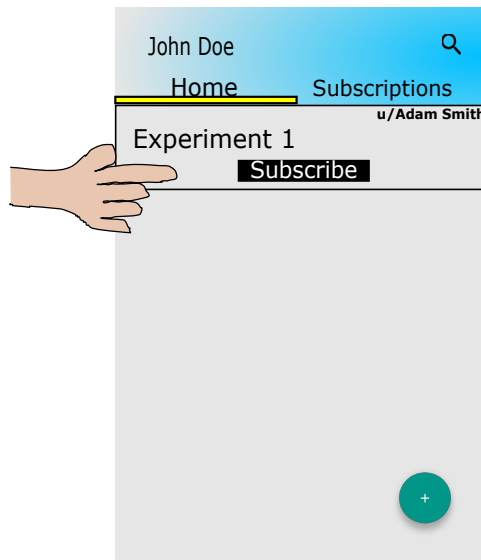 John Doe
Home Subscriptions
u/Adam Smith
Experiment 1
Subscribe
+